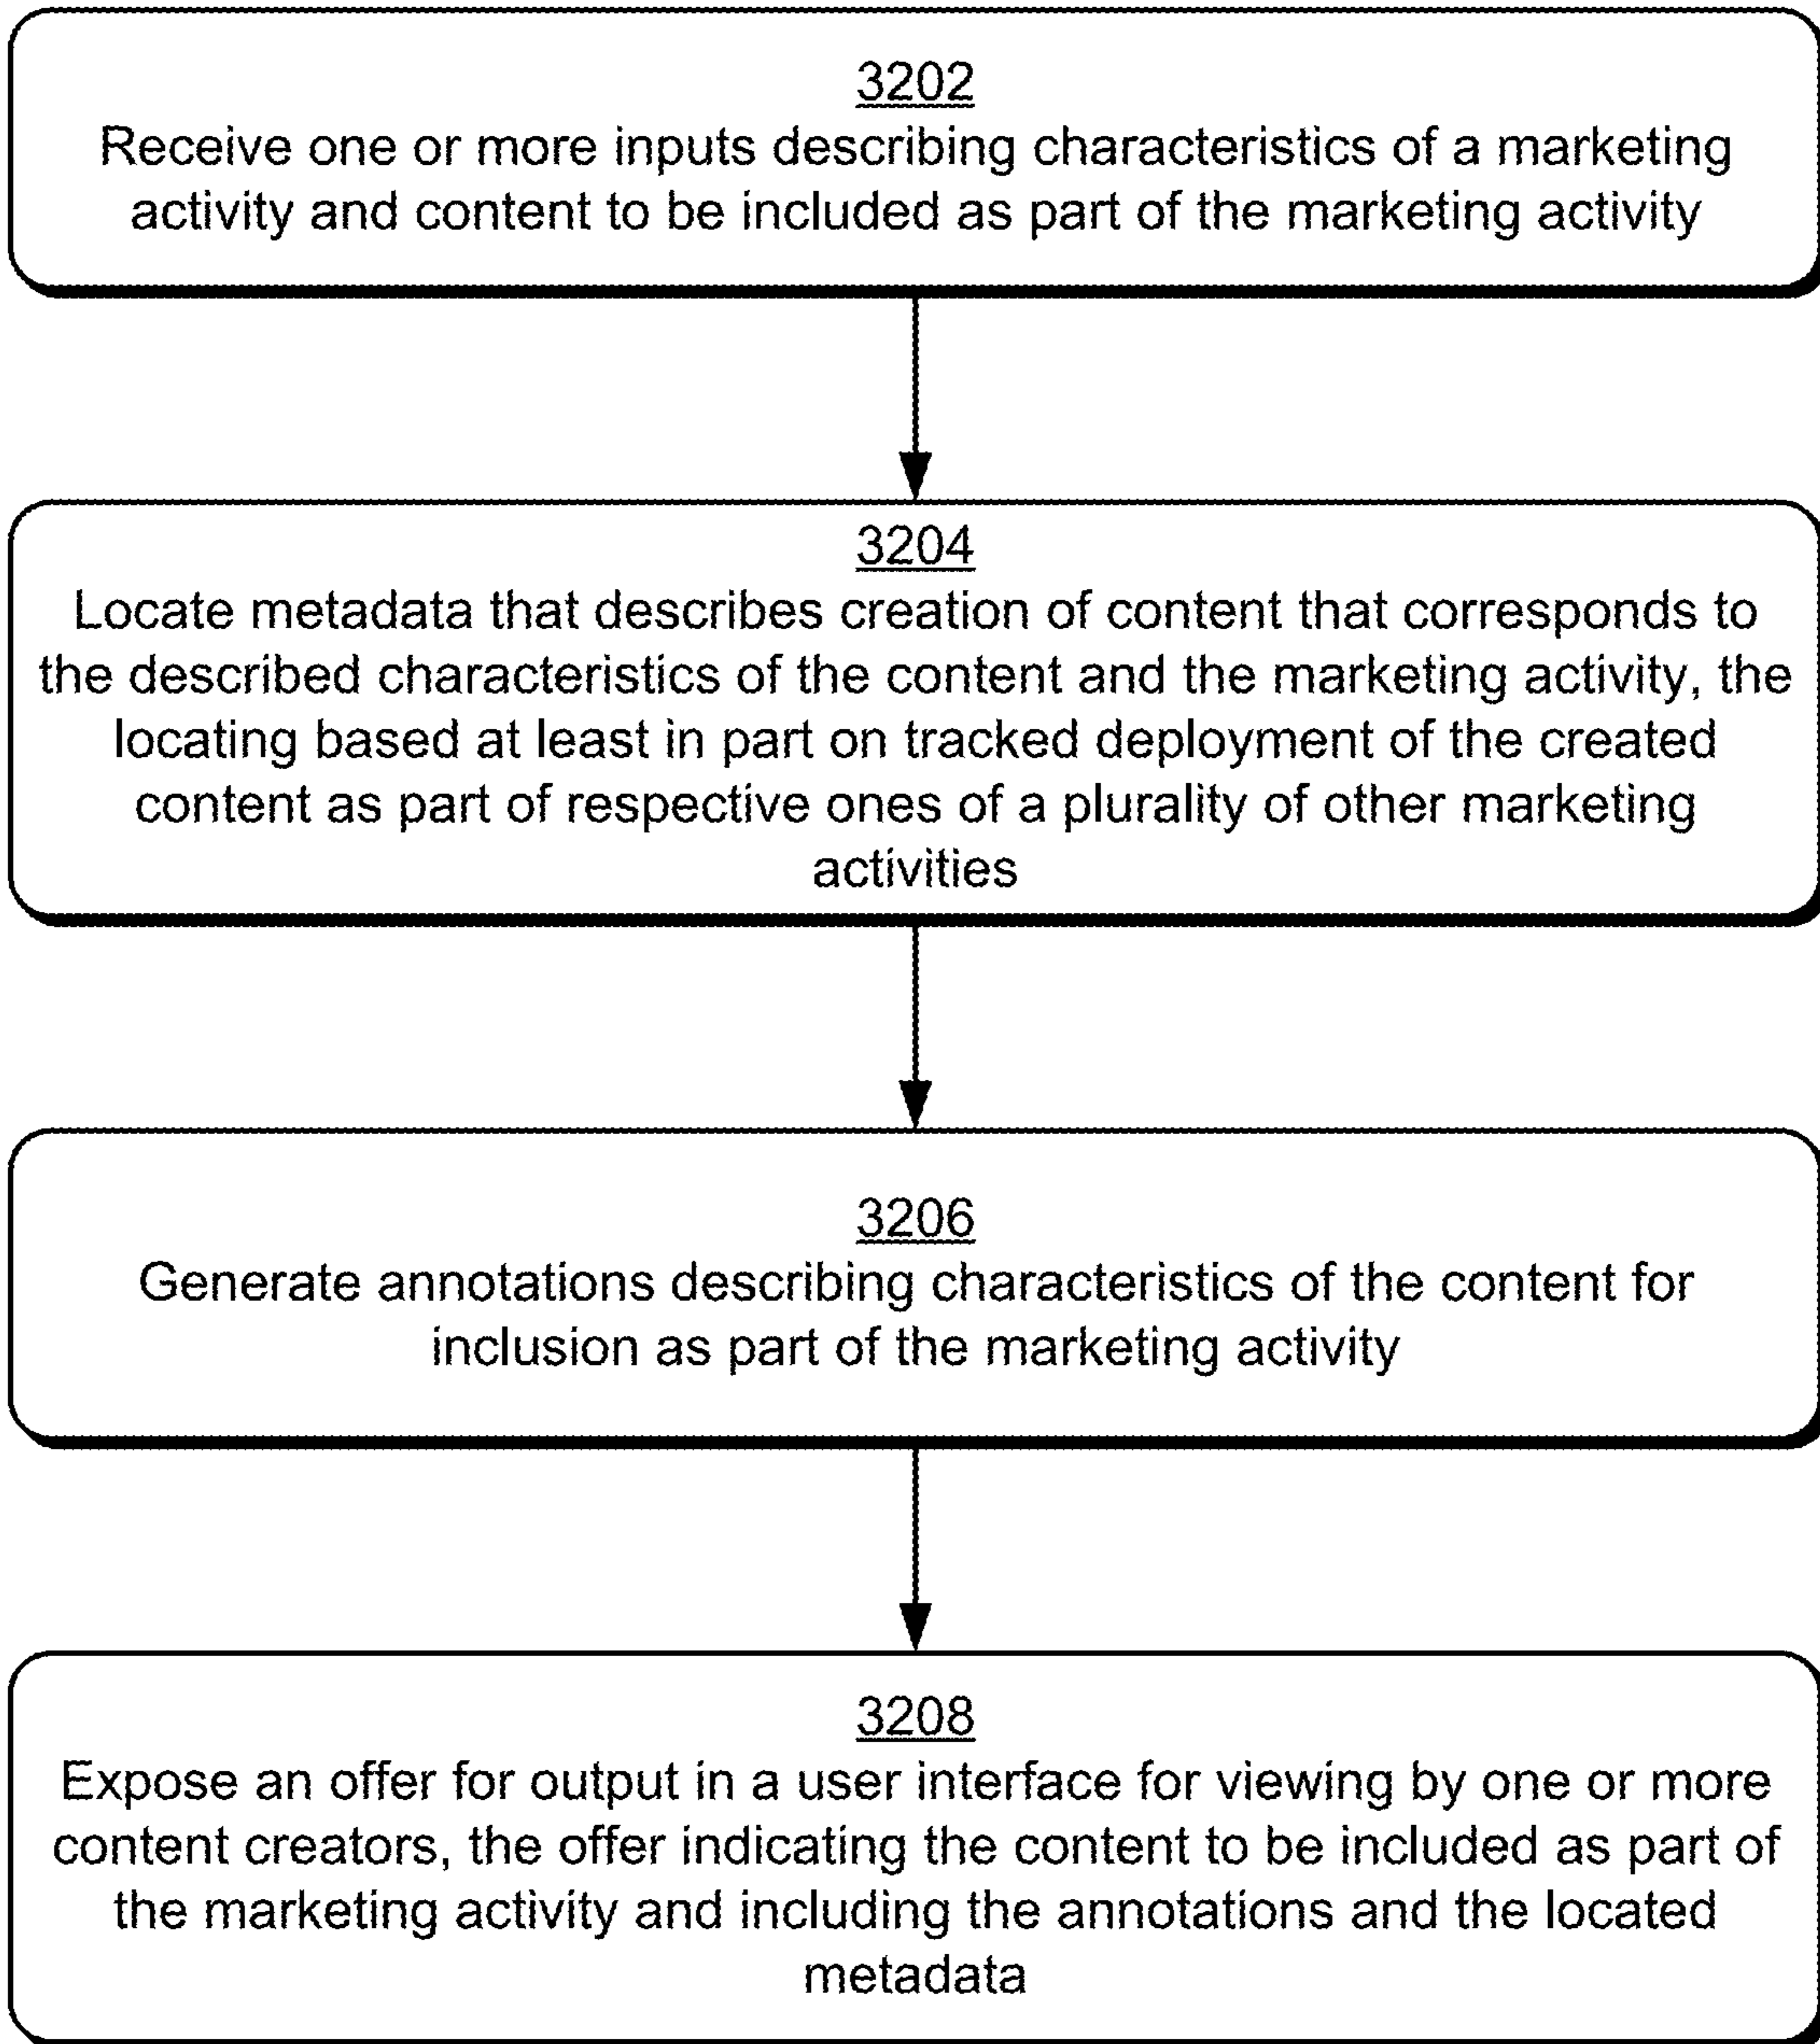 3202
Receive one or more inputs describing characteristics of a marketing
activity and content to be included as part of the marketing activity
3204
Locate metadata that describes creation of content that corresponds to
the described characteristics of the content and the marketing activity, the
locating based at least in part on tracked deployment of the created
content as part of respective ones of a plurality of other marketing
activities
3206
Generate annotations describing characteristics of the content for
inclusion as part of the marketing activity
3208
Expose an offer for output in a user interface for viewing by one or more
content creators, the offer indicating the content to be included as part of
the marketing activity and including the annotations and the located
metadata